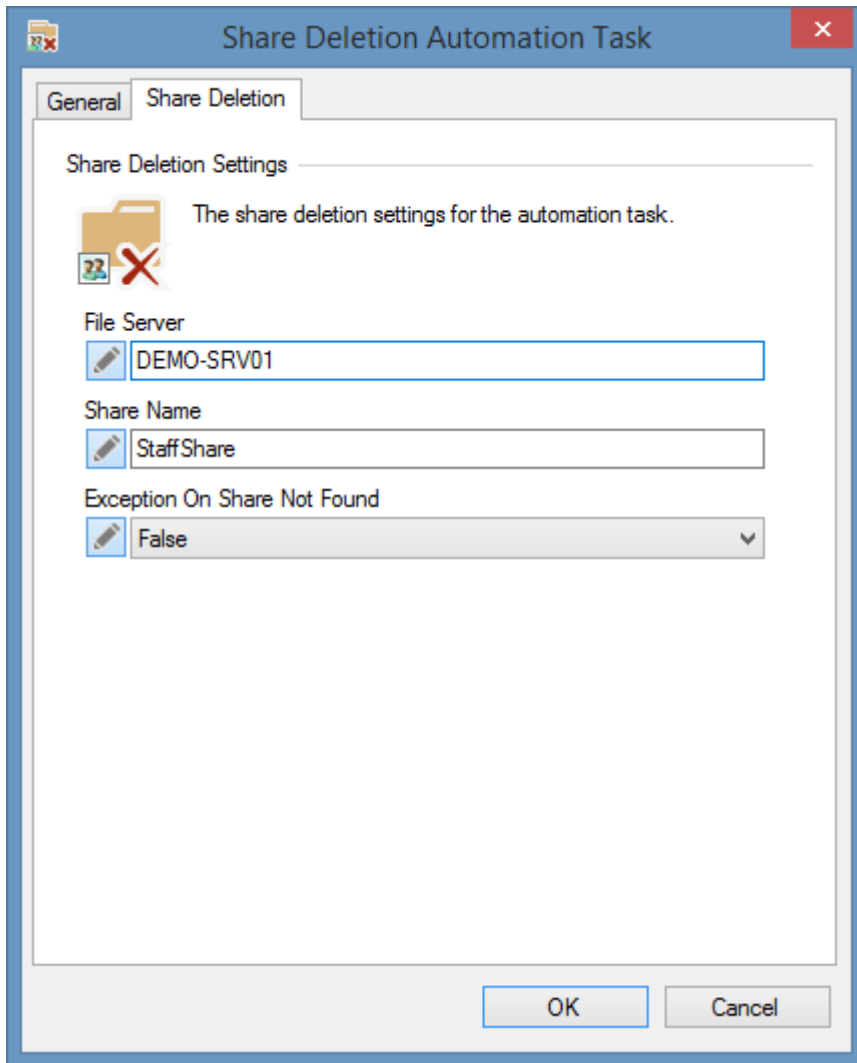 Share Deletion Automation Task
General
Share Deletion
Share Deletion Settings
The share deletion settings for the automation task.
File Server
DEMO-SRV01
Share Name
StaffShare
Exception On Share Not Found
False
OK
Cancel